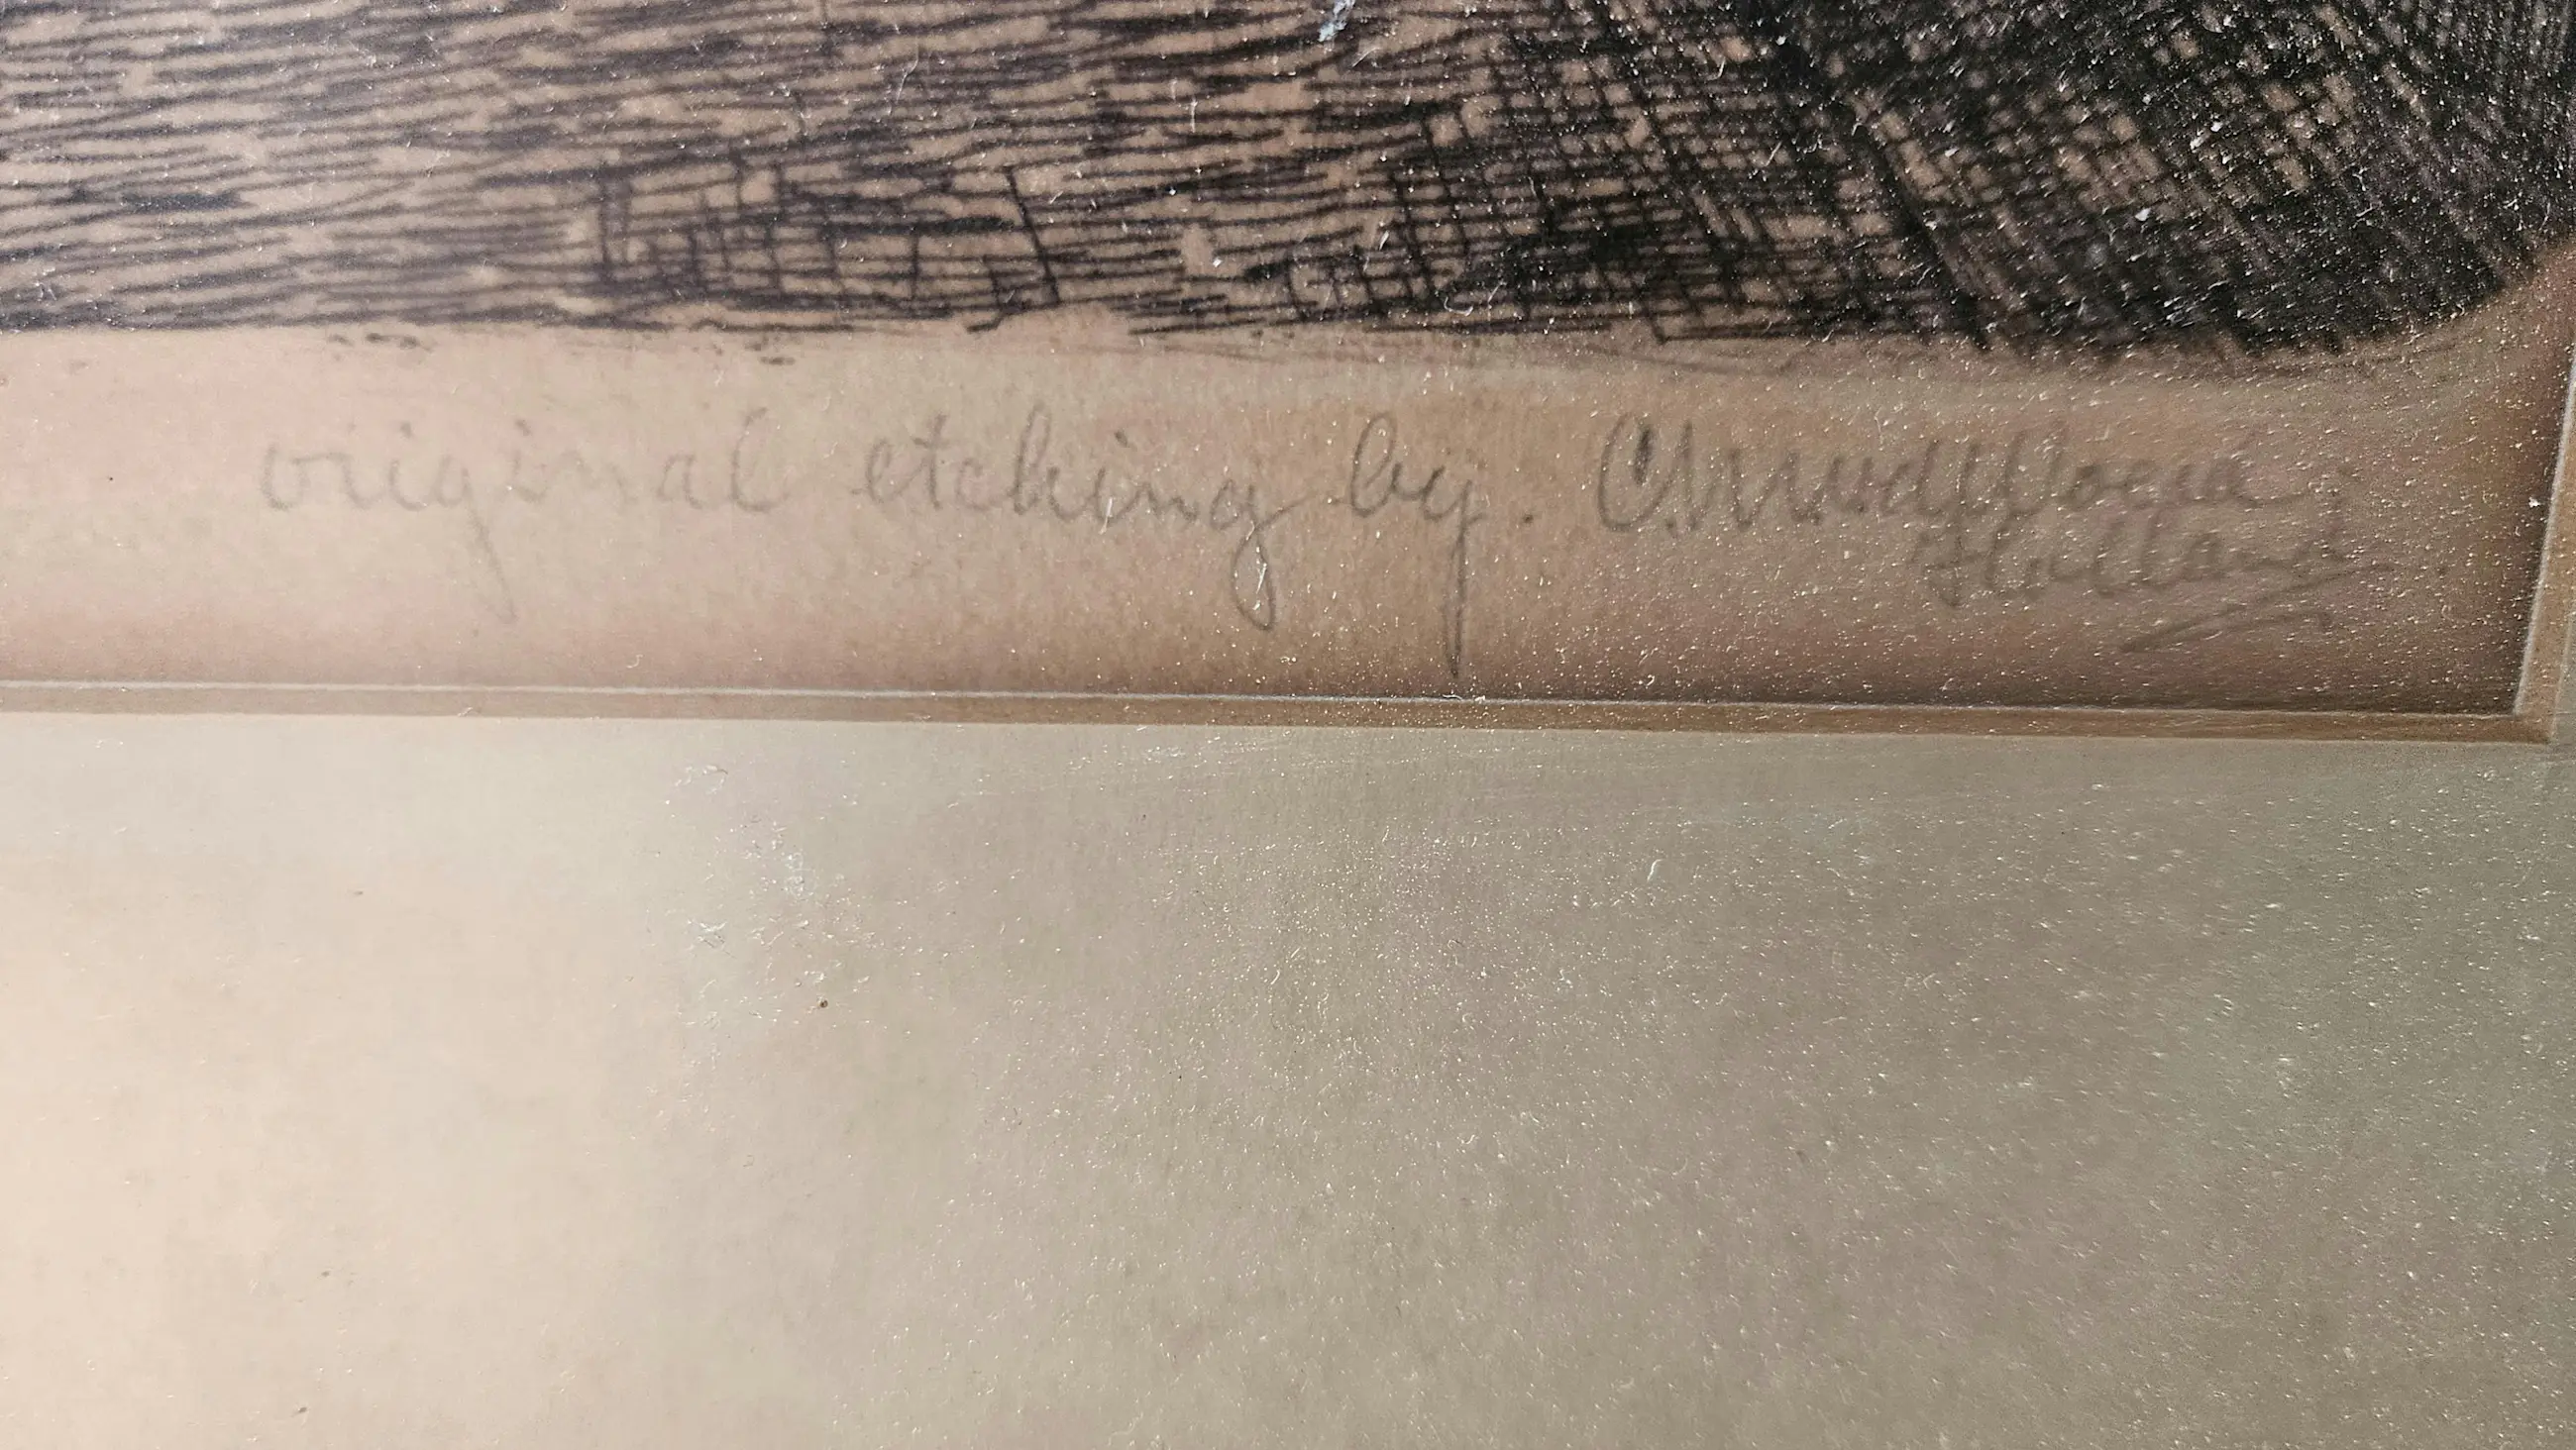 original etching by.
Holland